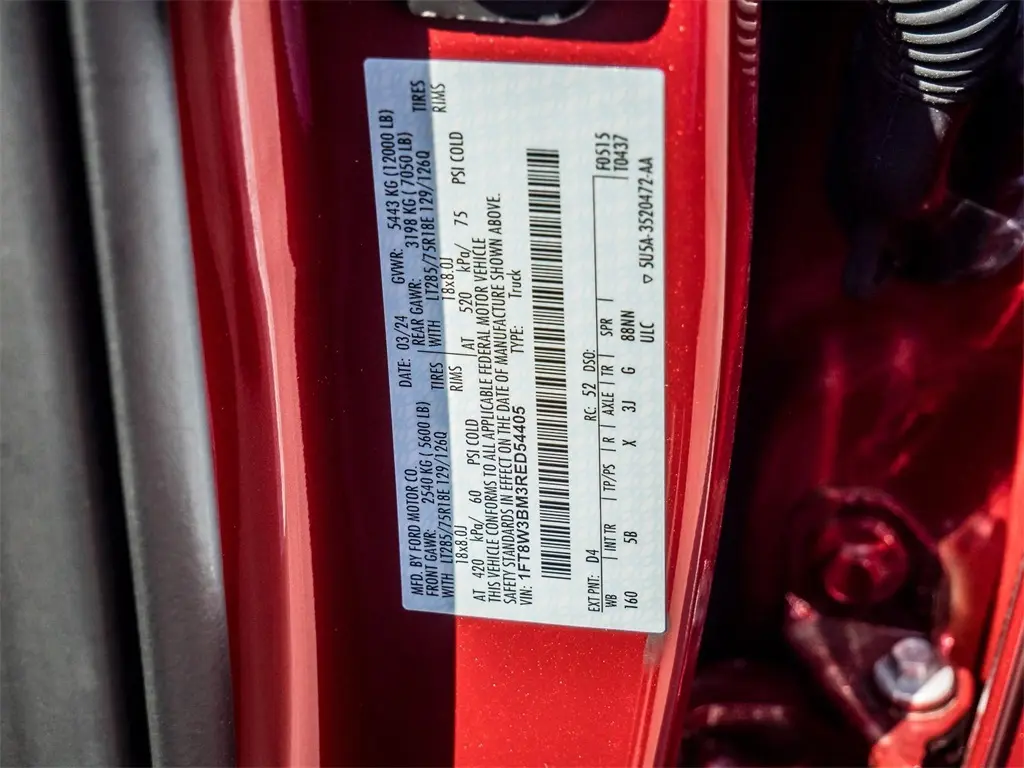 MFD. BY FORD MOTOR CO. DATE: 03/24 GVWR: 5443 KG (12000 LB)
FRONT GAWR: 2540 KG ( 5600 LB) REAR GAWR: 3198 KG ( 7050 LB)
WITH LT285/75R18E 129/126Q TIRES WITH LT285/75R18E 129/126Q TIRES
18x8.0J RIMS 18x8.0J RIMS
AT 420 kPa/ 60 PSI COLD AT 520 kPa/ 75 PSI COLD
THIS VEHICLE CONFORMS TO ALL APPLICABLE FEDERAL MOTOR VEHICLE
SAFETY STANDARDS IN EFFECT ON THE DATE OF MANUFACTURE SHOWN ABOVE.
VIN: 1FT8W3BM3RED54405 TYPE: Truck
EXT PNT: D4 RC: 52 DSO: F0515
WB INT TR TP/PS R AXLE TR SPR T0437
160 5B X 3J G 88NN
ULC ▽ 5U5A-3520472-AA